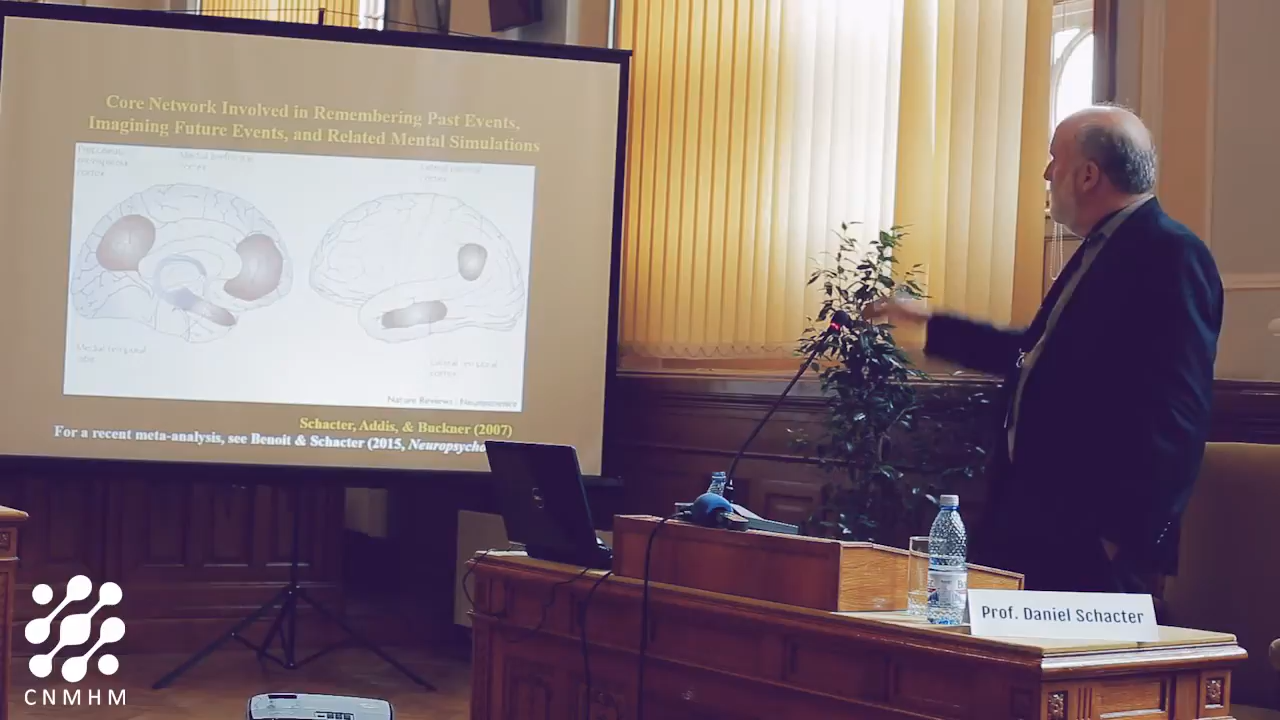 Core Network Involved in Remembering Past Events,
Imagining Future Events, and Related Mental Simulations
Medial prefrontal
cortex
cortex
cortex
Medial temporal
lobe
Lateral temporal
cortex
Nature Reviews | Neuroscience
Schacter, Addis, & Buckner (2007)
For a recent meta-analysis, see Benoit & Schacter (2015, Neuropsycho
Prof. Daniel Schacter
CNMHM